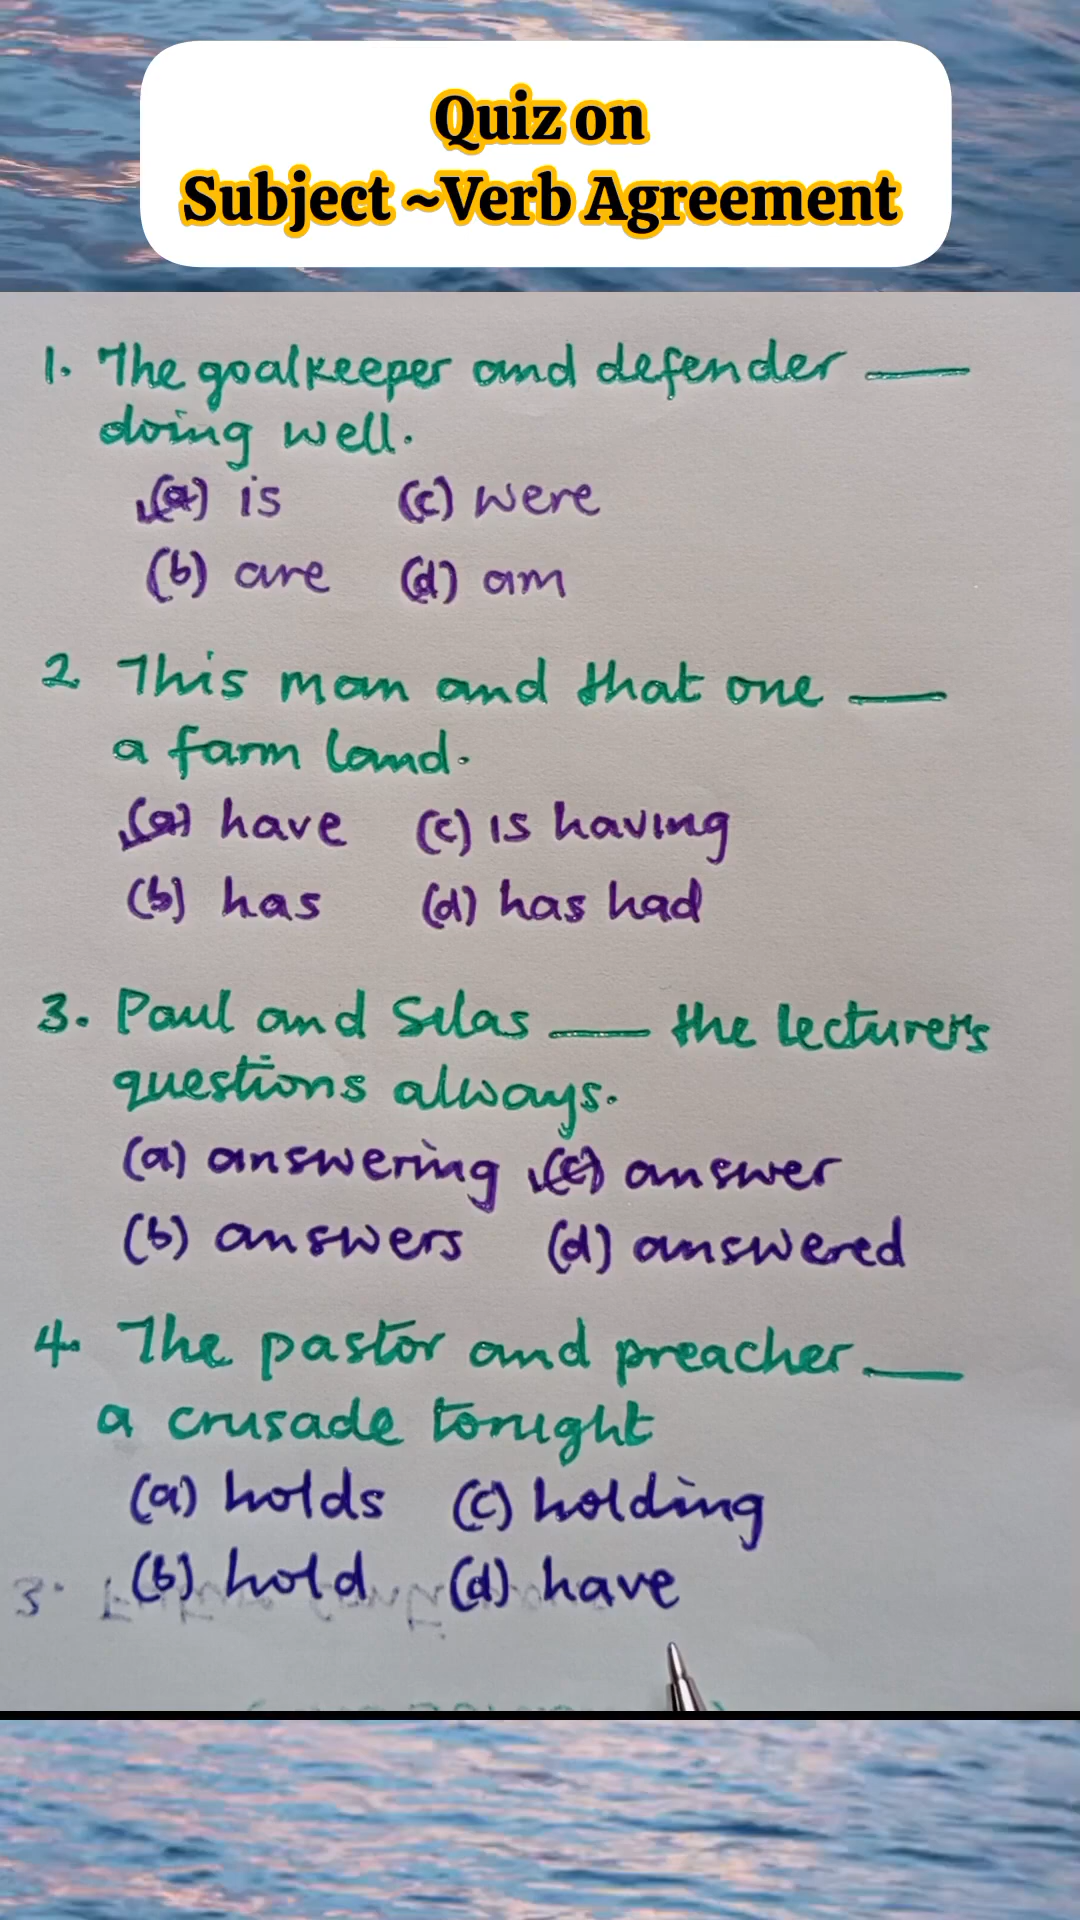 Quiz on
Subject ~Verb Agreement
1. The goalkeeper and defender ___
doing well.
(a) is (c) were
(b) are (d) am
2 This man and that one ___
a farm land.
(a) have (c) is having
(b) has (d) has had
3. Paul and Silas ___ the lecturer's
questions always.
(a) answering (c) answer
(b) answers (d) answered
4. The pastor and preacher ___
a crusade tonight
(a) holds (c) holding
(b) hold (d) have
3.